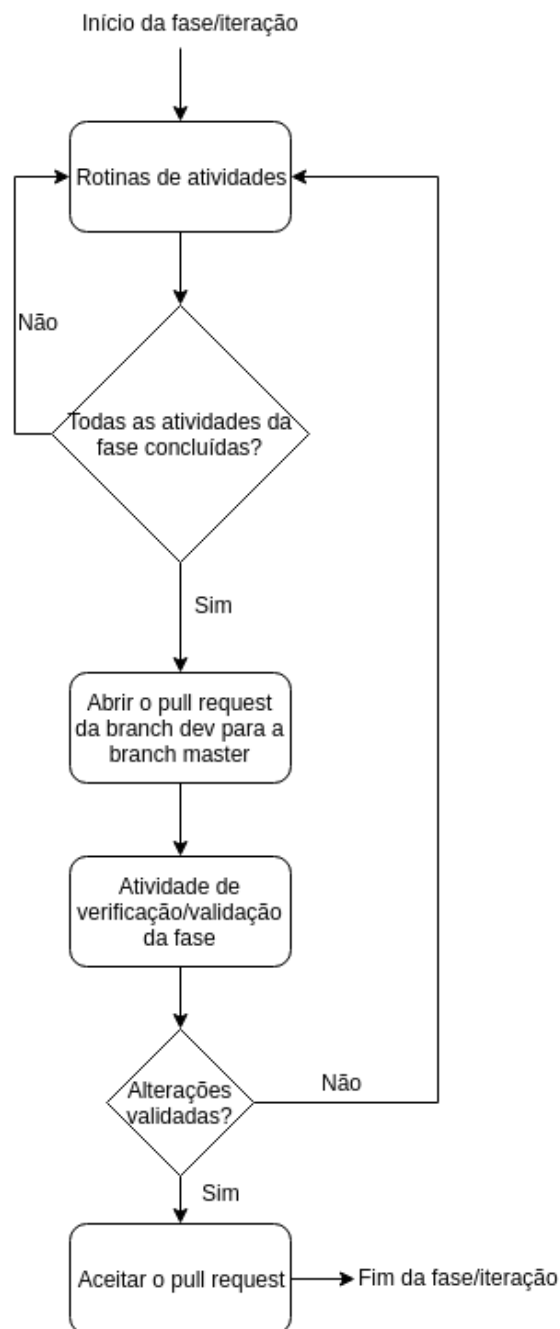 Início da fase/iteração
Rotinas de atividades
Não
Todas as atividades da
fase concluídas?
Sim
Abrir o pull request
da branch dev para a
branch master
Atividade de
verificação/validação
da fase
Alterações
validadas?
Não
Sim
Aceitar o pull request
Fim da fase/iteração